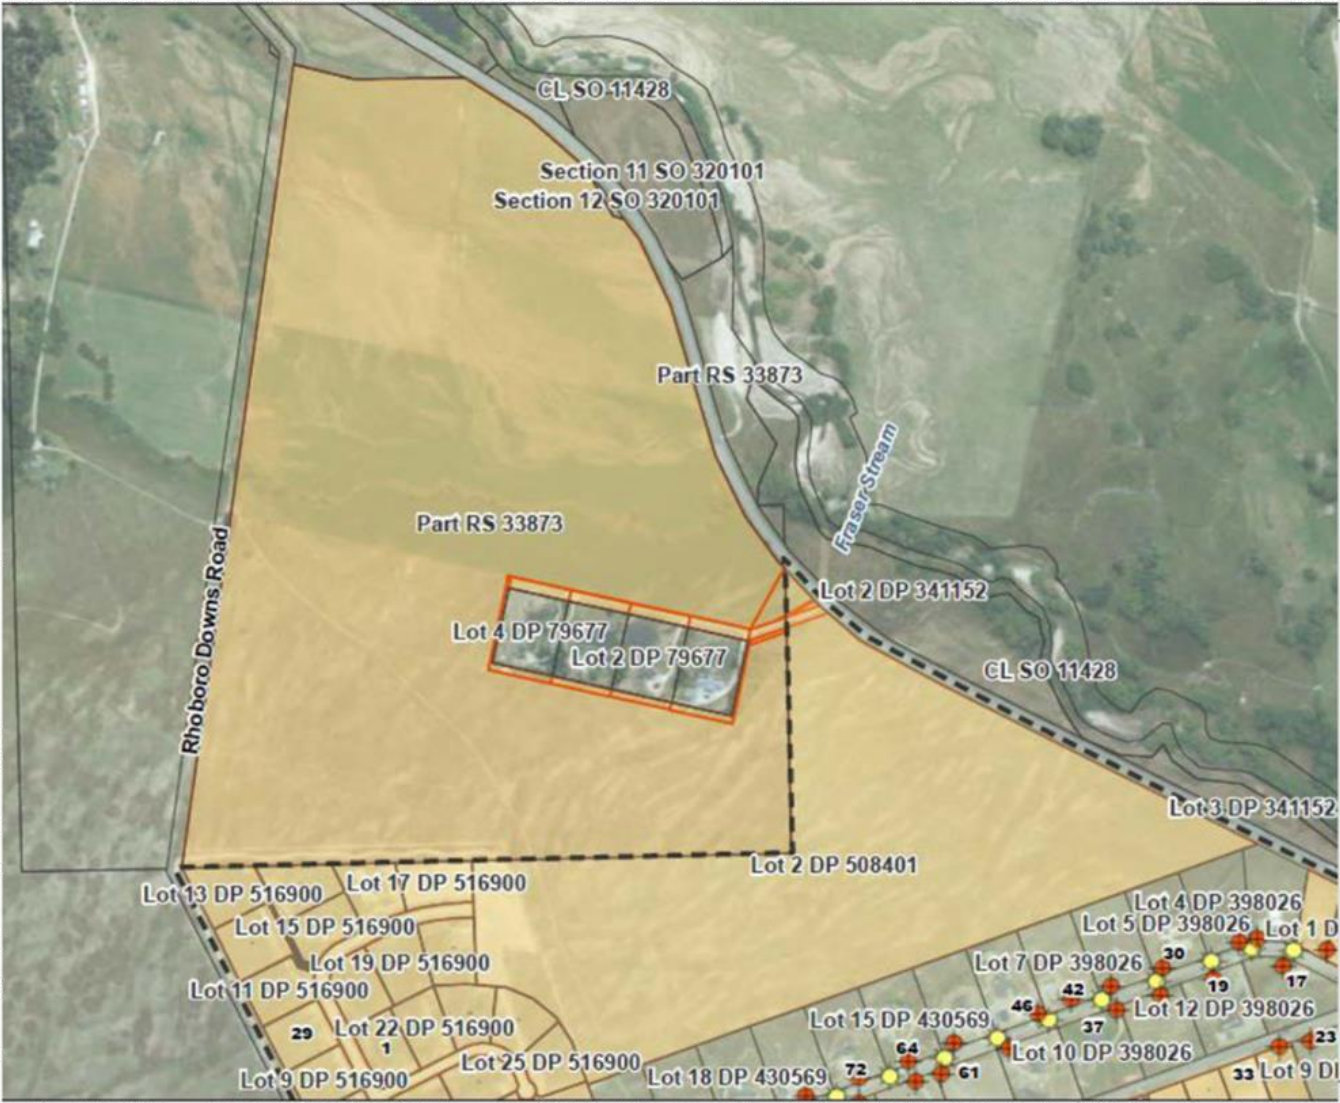 CL SO 11428
Section 11 SO 320101
Section 12 SO 320101
Part RS 33873
Fraser Stream
Part RS 33873
Rhoboro Downs Road
Lot 2 DP 341152
Lot 4 DP 79677
Lot 2 DP 79677
CL SO 11428
Lot 3 DP 341152
Lot 2 DP 508401
Lot 13 DP 516900
Lot 17 DP 516900
Lot 4 DP 398026
Lot 5 DP 398026
Lot 1 D
Lot 15 DP 516900
Lot 19 DP 516900
Lot 7 DP 398026
30
19
17
Lot 11 DP 516900
42
46
Lot 12 DP 398026
Lot 15 DP 430569
37
29
Lot 22 DP 516900
1
23
64
Lot 10 DP 398026
Lot 25 DP 516900
72
61
33
Lot 9 DI
Lot 18 DP 430569
Lot 9 DP 516900